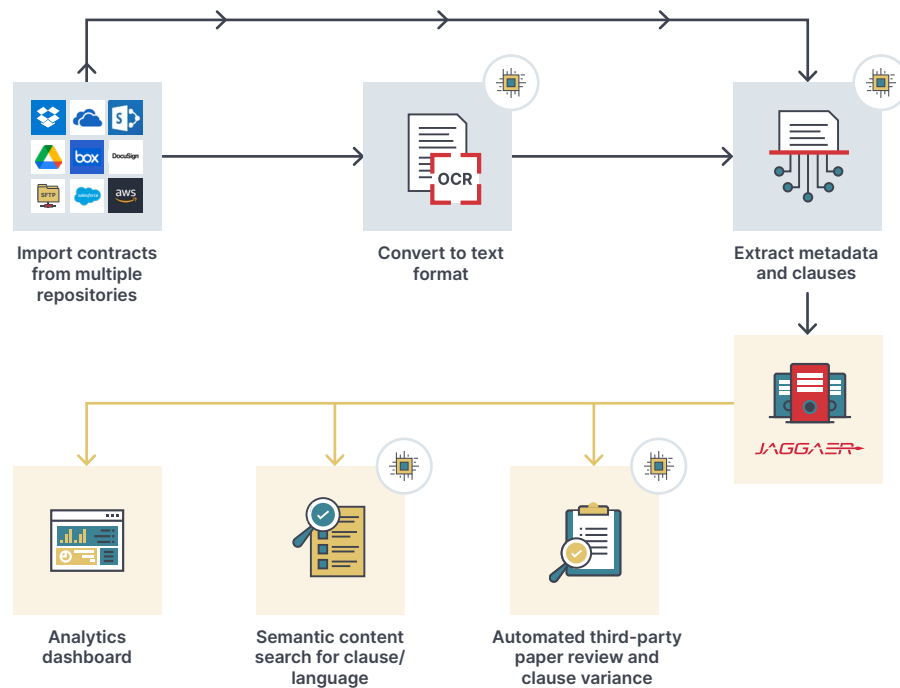 box
DocuSign
SFTP
salesforce
aws
OCR
Import contracts
from multiple
repositories
Convert to text
format
Extract metadata
and clauses
JAGGAER
Analytics
dashboard
Semantic content
search for clause/
language
Automated third-party
paper review and
clause variance